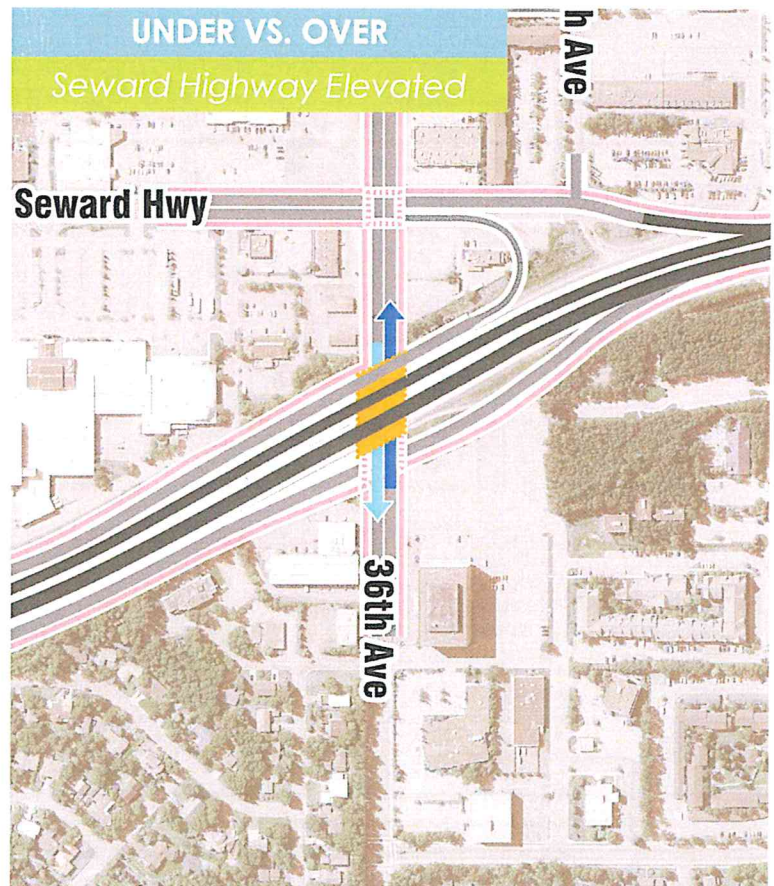 UNDER VS. OVER
Seward Highway Elevated
h Ave
Seward Hwy
36th Ave